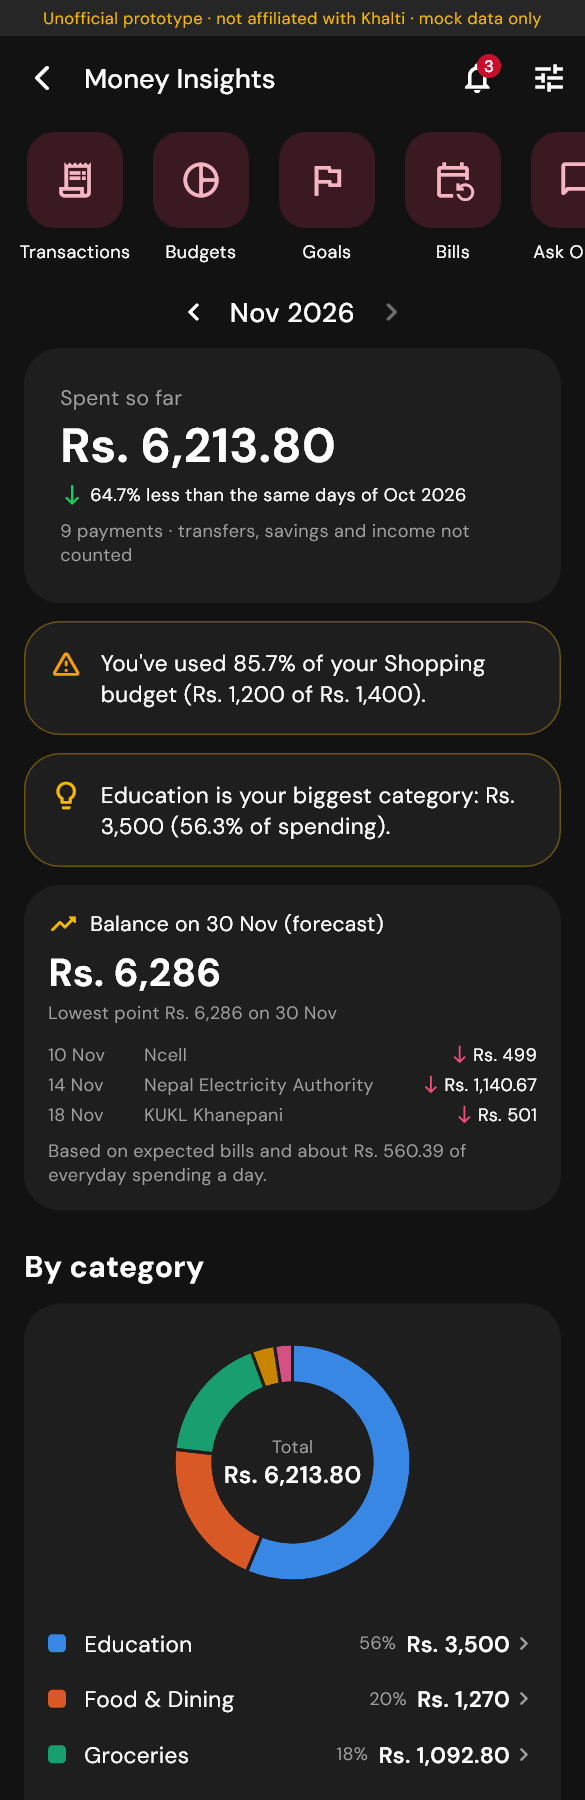 Unofficial prototype · not affiliated with Khalti · mock data only
Money Insights
3
Transactions
Budgets
Goals
Bills
Ask O
Nov 2026
Spent so far
Rs. 6,213.80
64.7% less than the same days of Oct 2026
9 payments · transfers, savings and income not
counted
You've used 85.7% of your Shopping
budget (Rs. 1,200 of Rs. 1,400).
Education is your biggest category: Rs.
3,500 (56.3% of spending).
Balance on 30 Nov (forecast)
Rs. 6,286
Lowest point Rs. 6,286 on 30 Nov
10 Nov Ncell Rs. 499
14 Nov Nepal Electricity Authority Rs. 1,140.67
18 Nov KUKL Khanepani Rs. 501
Based on expected bills and about Rs. 560.39 of
everyday spending a day.
By category
Total
Rs. 6,213.80
Education 56% Rs. 3,500
Food & Dining 20% Rs. 1,270
Groceries 18% Rs. 1,092.80